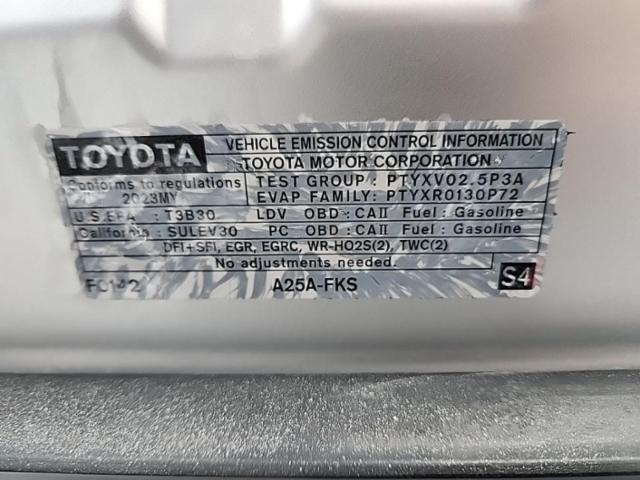 TOYOTA
VEHICLE EMISSION CONTROL INFORMATION
TOYOTA MOTOR CORPORATION
Conforms to regulations
2023MY
TEST GROUP : PTYXV02.5P3A
EVAP FAMILY: PTYXR0130P72
U.S.EPA : T3B30 LDV OBD : CAII Fuel : Gasoline
California : SULEV30 PC OBD : CAII Fuel : Gasoline
DFI+SFI, EGR, EGRC, WR-HO2S(2), TWC(2)
No adjustments needed.
A25A-FKS
S4